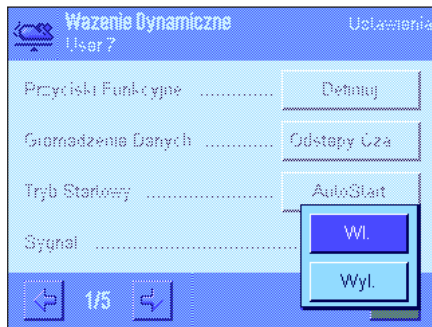 Wazenie Dynamiczne
Ustawienia
User 7
Przyciski Funkcyjne ............. Definiuj
Gromadzenie Danych ............ Odstepy Cza
Tryb Startowy ...................... AutoStart
Sygnal ..............................
Wl.
Wyl.
1/5